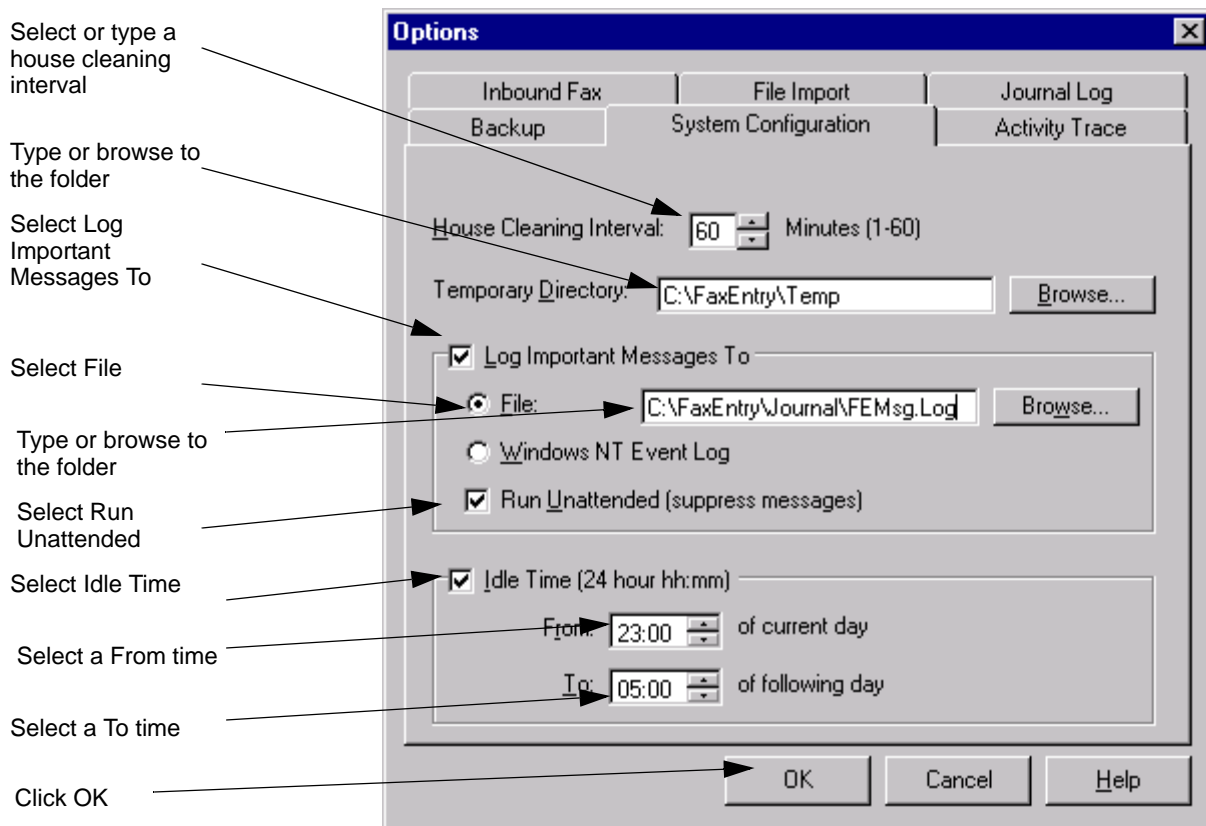 Select or type a
house cleaning
interval
Type or browse to
the folder
Select Log
Important
Messages To
Select File
Type or browse to
the folder
Select Run
Unattended
Select Idle Time
Select a From time
Select a To time
Click OK
Options
Inbound Fax File Import Journal Log
Backup System Configuration Activity Trace
House Cleaning Interval: 60 Minutes (1-60)
Temporary Directory: C:\FaxEntry\Temp Browse...
Log Important Messages To
File: C:\FaxEntry\Journal\FEMsg.Log Browse...
Windows NT Event Log
Run Unattended (suppress messages)
Idle Time (24 hour hh:mm)
From: 23:00 of current day
To: 05:00 of following day
OK Cancel Help